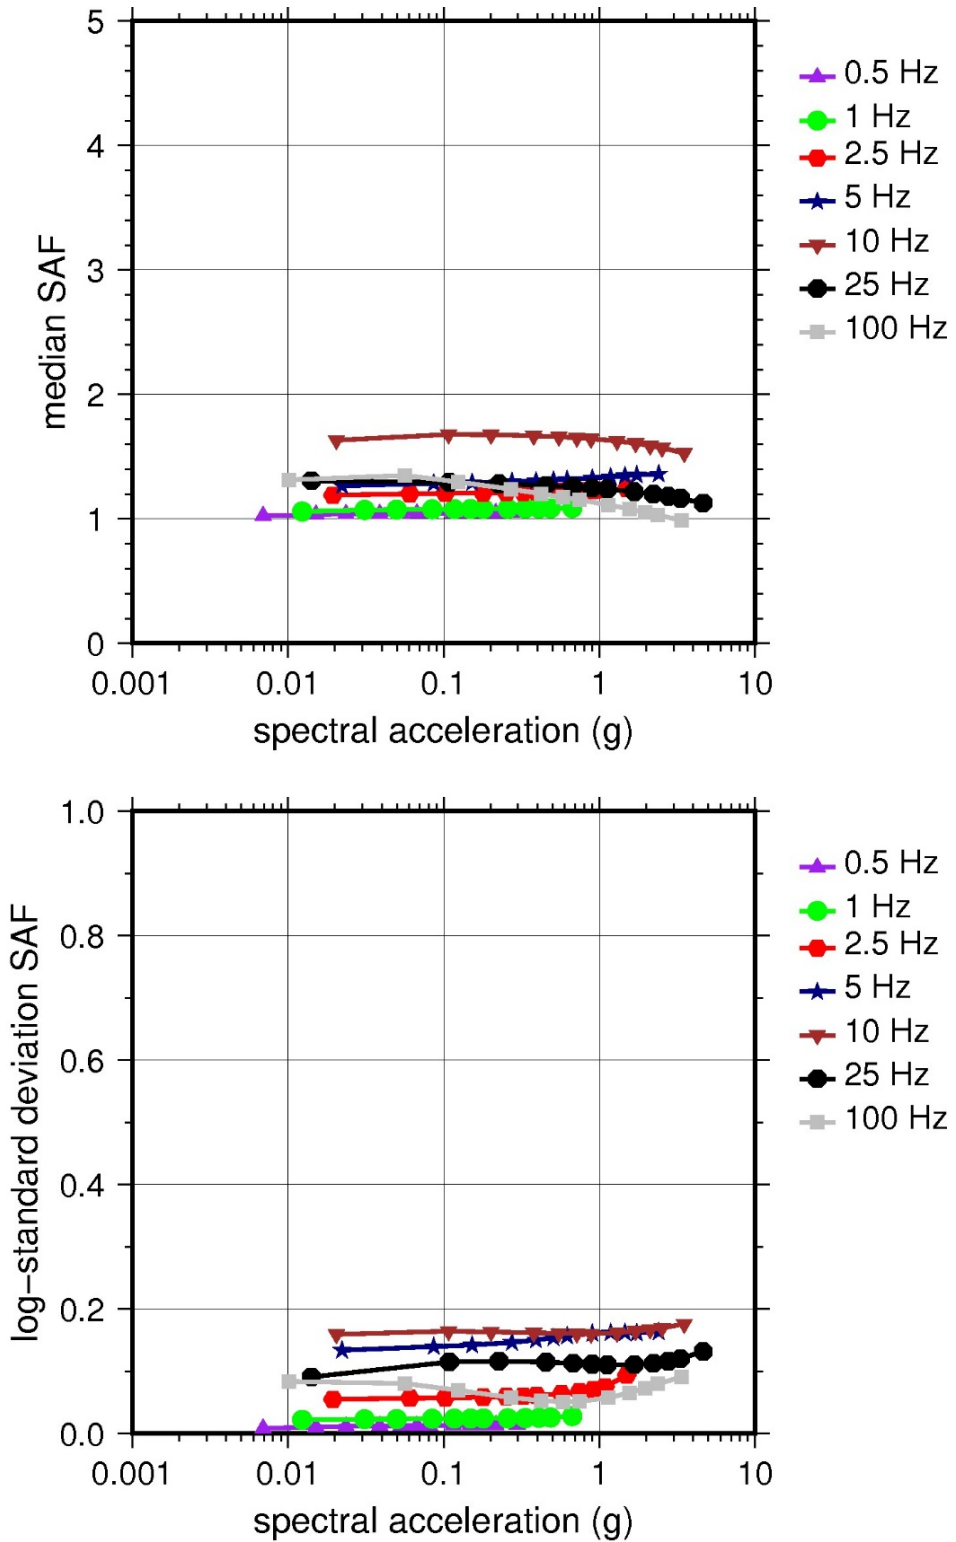 5
4
3
2
1
0
median SAF
0.001 0.01 0.1 1 10
spectral acceleration (g)
0.5 Hz
1 Hz
2.5 Hz
5 Hz
10 Hz
25 Hz
100 Hz
1.0
0.8
0.6
0.4
0.2
0.0
log-standard deviation SAF
0.001 0.01 0.1 1 10
spectral acceleration (g)
0.5 Hz
1 Hz
2.5 Hz
5 Hz
10 Hz
25 Hz
100 Hz